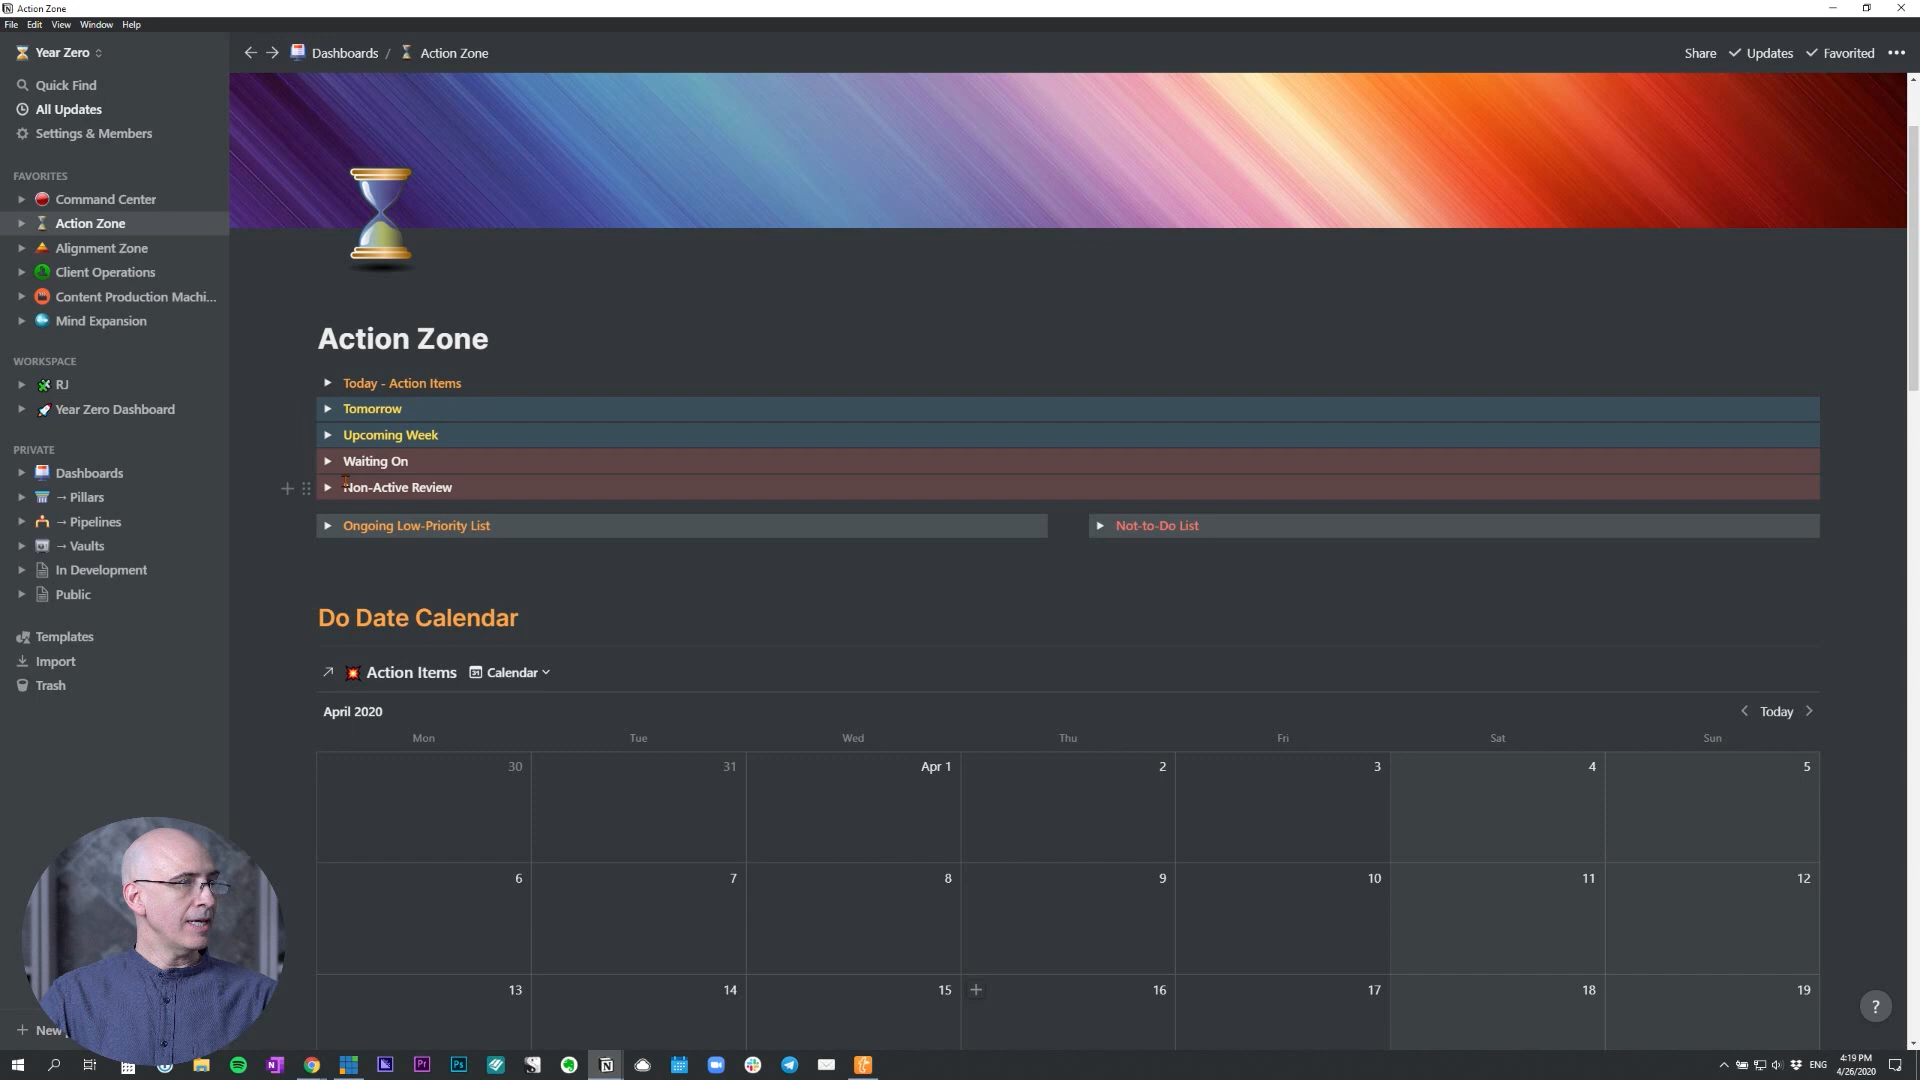 Action Zone
File Edit View Window Help
Year Zero
Dashboards / Action Zone
Share Updates Favorited
Quick Find
All Updates
Settings & Members
FAVORITES
Command Center
Action Zone
Alignment Zone
Client Operations
Content Production Machi...
Mind Expansion
WORKSPACE
RJ
Year Zero Dashboard
PRIVATE
Dashboards
→ Pillars
→ Pipelines
→ Vaults
In Development
Public
Templates
Import
Trash
New
Action Zone
Today - Action Items
Tomorrow
Upcoming Week
Waiting On
Non-Active Review
Ongoing Low-Priority List
Not-to-Do List
Do Date Calendar
Action Items Calendar
April 2020
Today
Mon Tue Wed Thu Fri Sat Sun
30 31 Apr 1 2 3 4 5
6 7 8 9 10 11 12
13 14 15 16 17 18 19
?
ENG
4:19 PM
4/26/2020